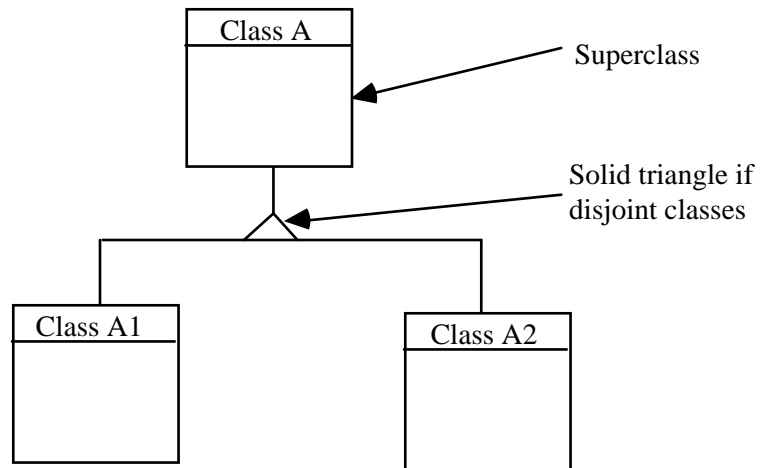 Class A
Superclass
Solid triangle if
disjoint classes
Class A1
Class A2